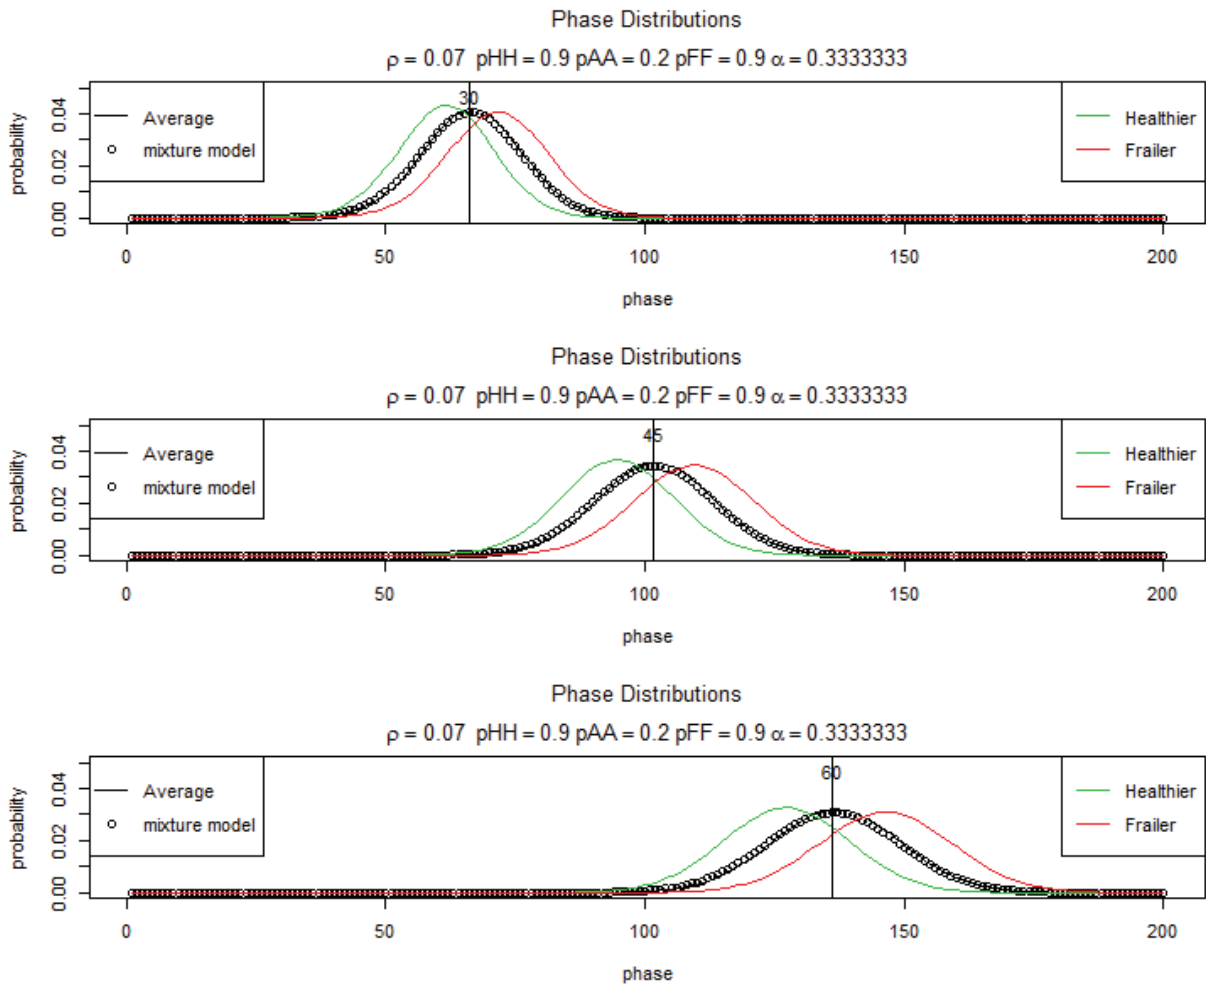 Phase Distributions
ρ = 0.07 pHH = 0.9 pAA = 0.2 pFF = 0.9 α = 0.3333333
probability
0.00 0.02 0.04
Average
mixture model
30
Healthier
Frailer
0 50 100 150 200
phase
Phase Distributions
ρ = 0.07 pHH = 0.9 pAA = 0.2 pFF = 0.9 α = 0.3333333
probability
0.00 0.02 0.04
Average
mixture model
45
Healthier
Frailer
0 50 100 150 200
phase
Phase Distributions
ρ = 0.07 pHH = 0.9 pAA = 0.2 pFF = 0.9 α = 0.3333333
probability
0.00 0.02 0.04
Average
mixture model
60
Healthier
Frailer
0 50 100 150 200
phase